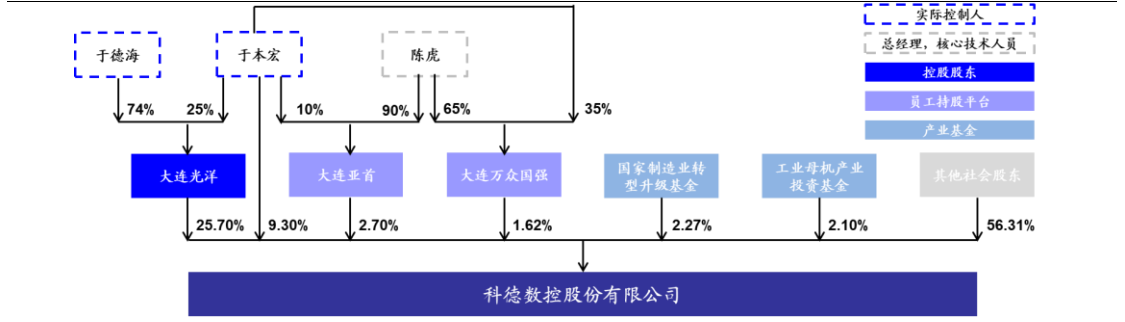 实际控制人
于德海
于本宏
陈虎
总经理，核心技术人员
控股股东
74%
25%
10%
90%
65%
35%
员工持股平台
产业基金
大连光洋
大连亚首
大连万众国强
国家制造业转
型升级基金
工业母机产业
投资基金
其他社会股东
25.70%
9.30%
2.70%
1.62%
2.27%
2.10%
56.31%
科德数控股份有限公司